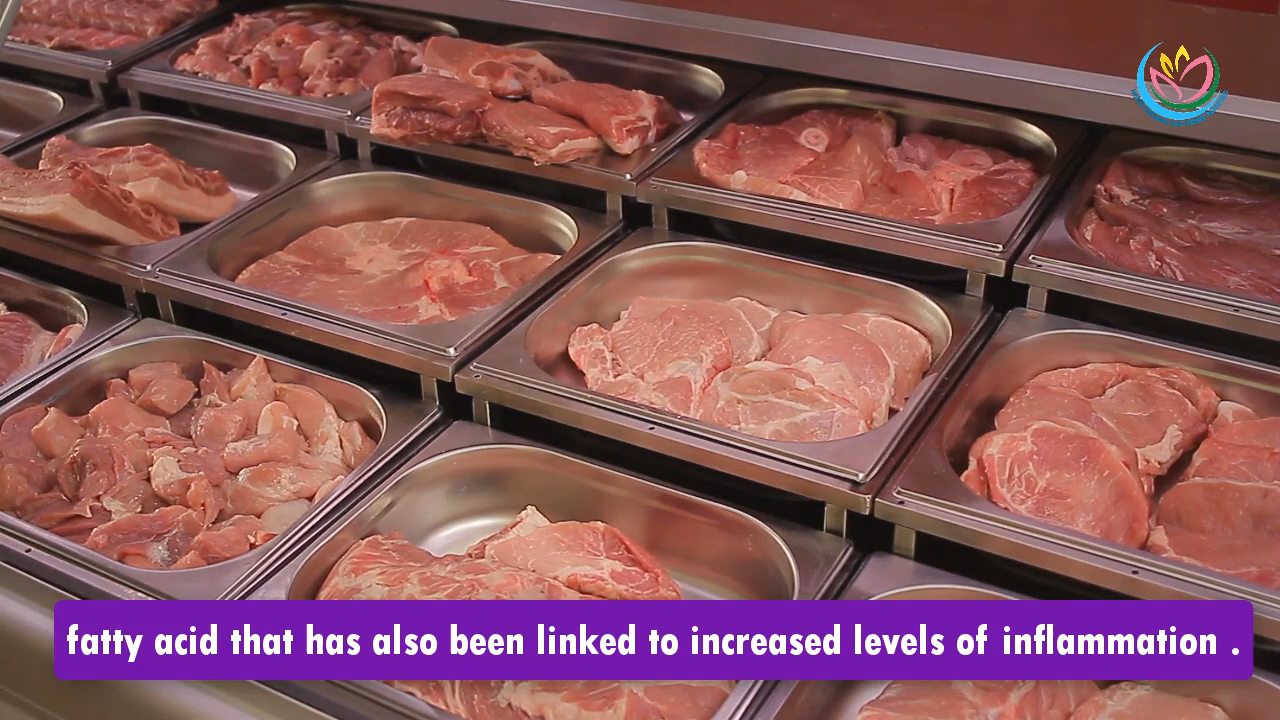 fatty acid that has also been linked to increased levels of inflammation .